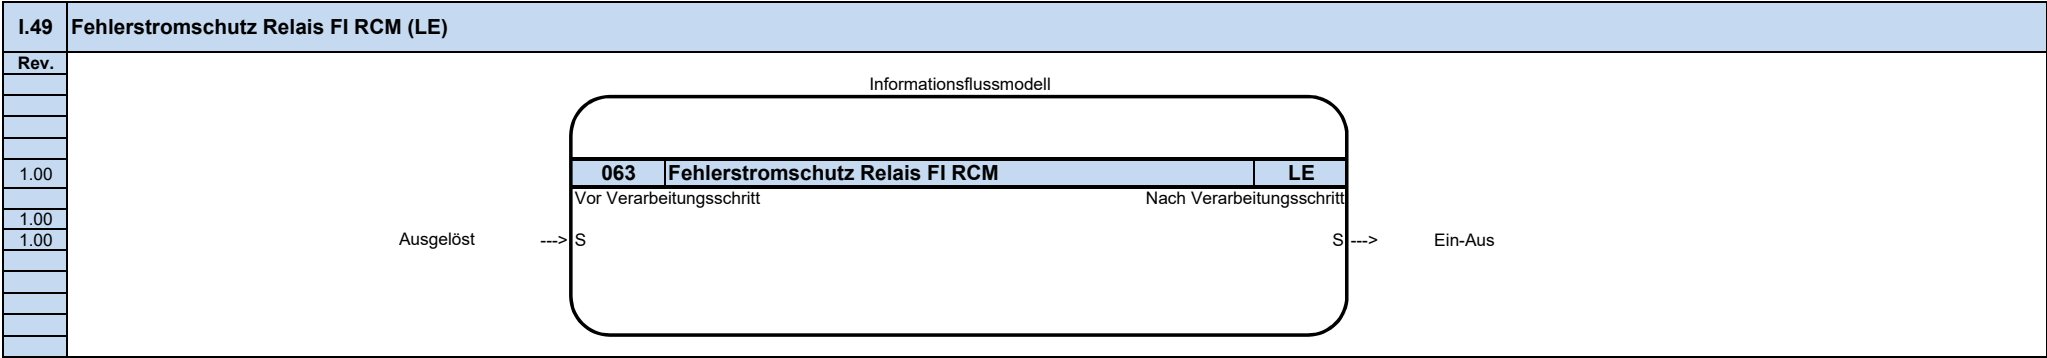 I.49 Fehlerstromschutz Relais FI RCM (LE)
Rev.
Informationsflussmodell
1.00 063 Fehlerstromschutz Relais FI RCM LE
Vor Verarbeitungsschritt Nach Verarbeitungsschritt
1.00
1.00 Ausgelöst ---> S S ---> Ein-Aus